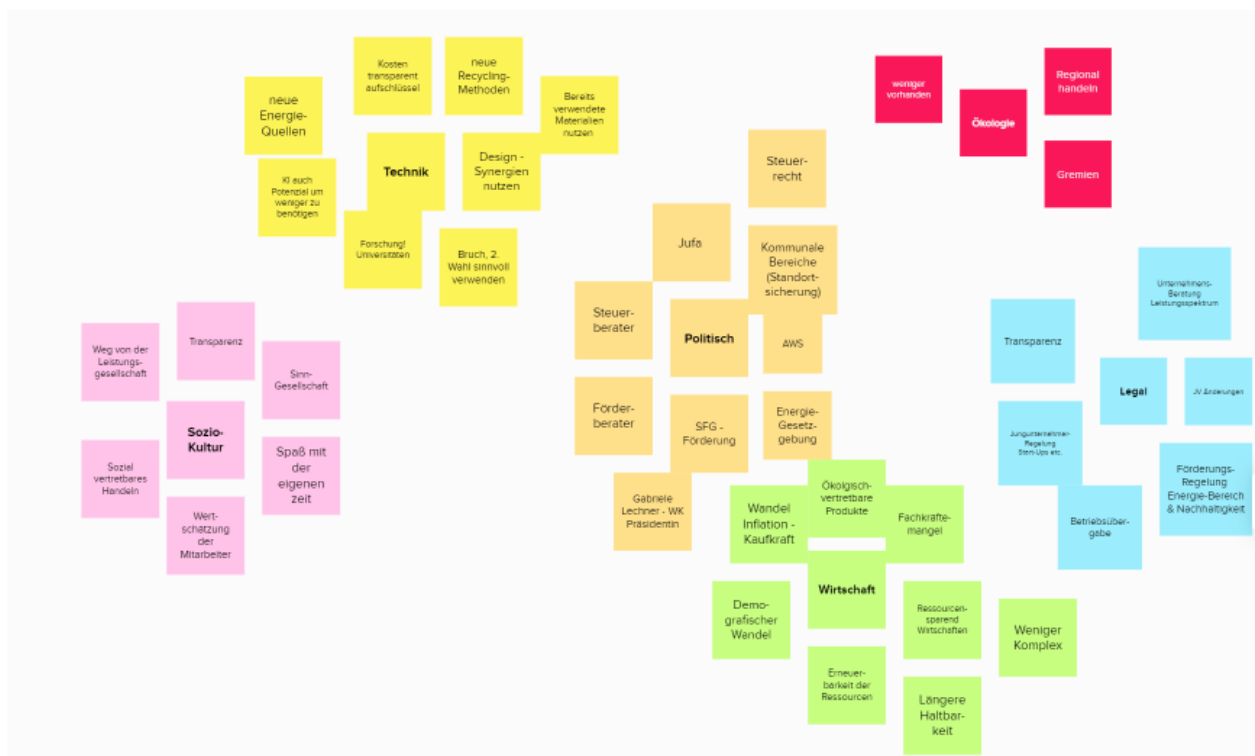 Kosten
transparent
aufschlüssel
neue
Recycling-
Methoden
neue
Energie-
Quellen
Bereits
verwendete
Materialien
nutzen
Technik
Design -
Synergien
nutzen
KI auch
Potenzial um
weniger zu
benötigen
Forschung/
Universitäten
Bruch, 2.
Wahl sinnvoll
verwenden
weniger
vorhanden
Ökologie
Regional
handeln
Gremien
Steuer-
recht
Jufa
Kommunale
Bereiche
(Standort-
sicherung)
Steuer-
berater
Politisch
AWS
Förder-
berater
SFG -
Förderung
Energie-
Gesetz-
gebung
Gabriele
Lechner - WK
Präsidentin
Weg von der
Leistungs-
gesellschaft
Transparenz
Sinn-
Gesellschaft
Sozio-
Kultur
Sozial
vertretbares
Handeln
Spaß mit
der
eigenen
zeit
Wert-
schätzung
der
Mitarbeiter
Unternehmens-
Beratung
Leistungsspektrum
Transparenz
Legal
JV Änderungen
Jungunternehmer-
Regelung
Start-Ups etc.
Förderungs-
Regelung
Energie-Bereich
& Nachhaltigkeit
Betriebsüber-
gabe
Wandel
Inflation -
Kaufkraft
Ökolgisch-
vertretbare
Produkte
Fachkräfte-
mangel
Wirtschaft
Demo-
grafischer
Wandel
Ressourcen-
sparend
Wirtschaften
Weniger
Komplex
Erneuer-
barkeit der
Ressourcen
Längere
Haltbar-
keit